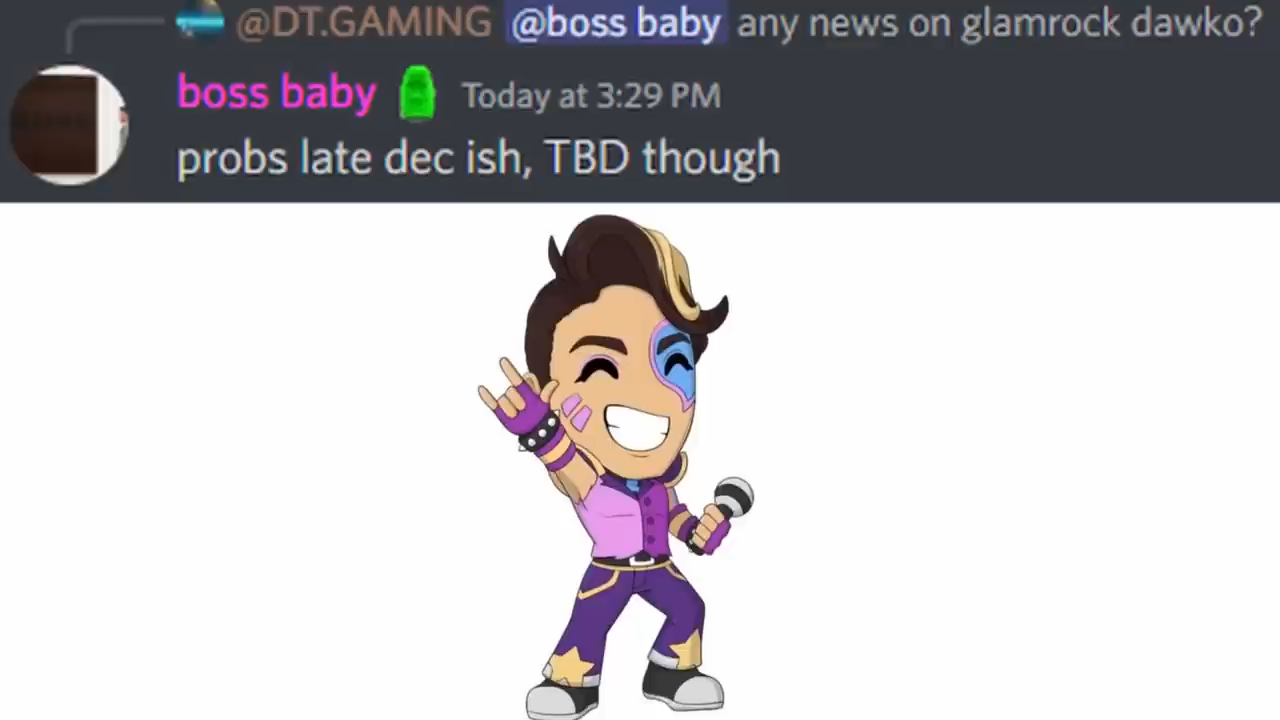 @DT.GAMING @boss baby any news on glamrock dawko?
boss baby Today at 3:29 PM
probs late dec ish, TBD though